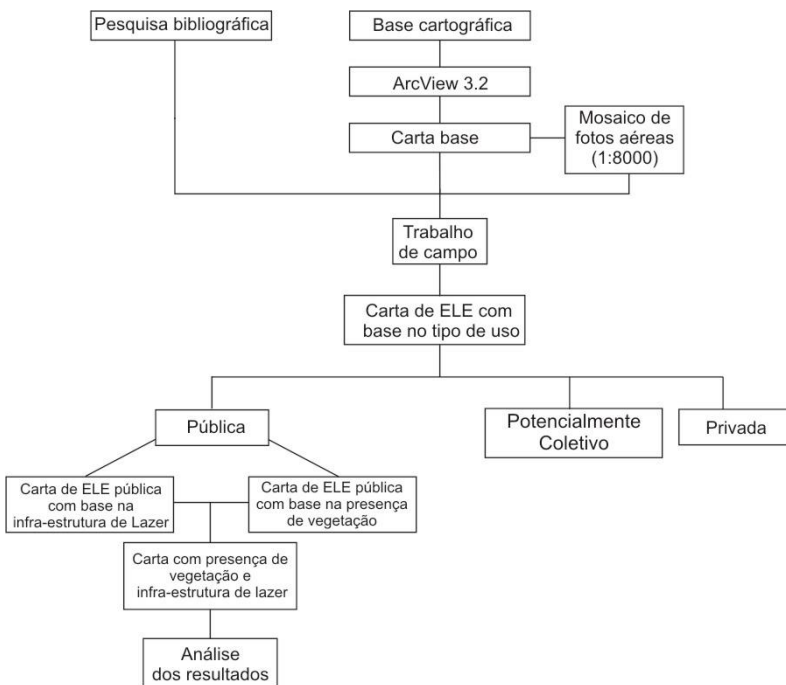 Pesquisa bibliográfica
Base cartográfica
ArcView 3.2
Carta base
Mosaico de
fotos aéreas
(1:8000)
Trabalho
de campo
Carta de ELE com
base no tipo de uso
Pública
Potencialmente
Coletivo
Privada
Carta de ELE pública
com base na
infra-estrutura de Lazer
Carta de ELE pública
com base na presença
de vegetação
Carta com presença de
vegetação e
infra-estrutura de lazer
Análise
dos resultados